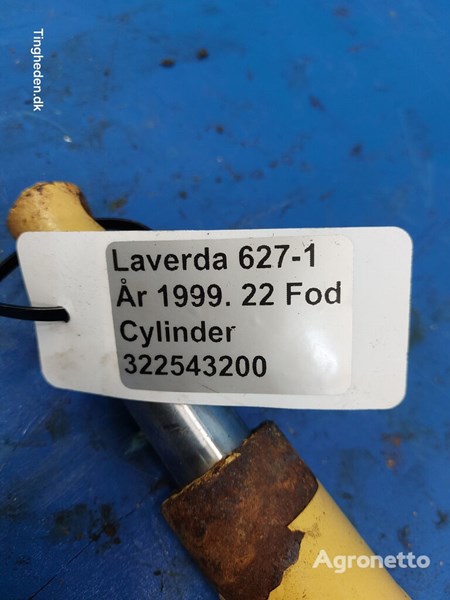 Tingheden.dk
Laverda 627-1
År 1999. 22 Fod
Cylinder
322543200
Agronetto